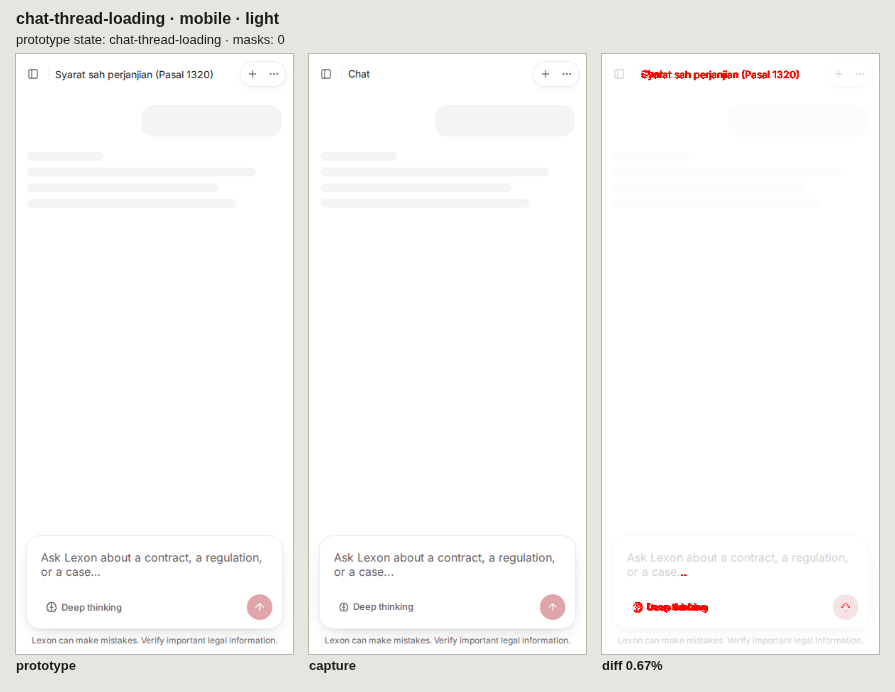 chat-thread-loading · mobile · light
prototype state: chat-thread-loading · masks: 0
Syarat sah perjanjian (Pasal 1320)
Ask Lexon about a contract, a regulation,
or a case...
Deep thinking
Lexon can make mistakes. Verify important legal information.
prototype
Chat
Ask Lexon about a contract, a regulation,
or a case...
Deep thinking
Lexon can make mistakes. Verify important legal information.
capture
sah perjanjian (Pasal 1320)
Ask Lexon about a contract, a regulation,
or a case...
Lexon can make mistakes. Verify important legal information.
diff 0.67%